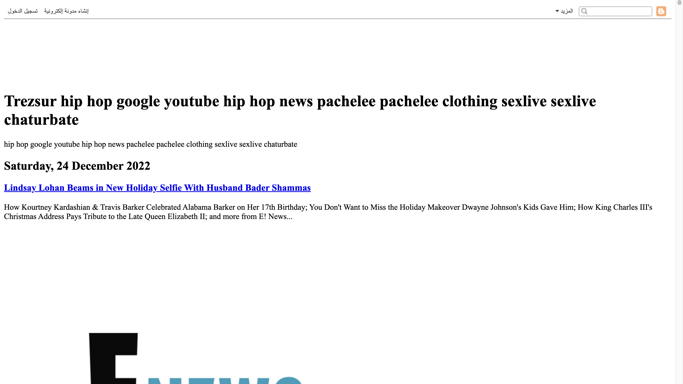 إنشاء مدونة إلكترونية تسجيل الدخول
المزيد
Trezsur hip hop google youtube hip hop news pachelee pachelee clothing sexlive sexlive
chaturbate
hip hop google youtube hip hop news pachelee pachelee clothing sexlive sexlive chaturbate
Saturday, 24 December 2022
Lindsay Lohan Beams in New Holiday Selfie With Husband Bader Shammas
How Kourtney Kardashian & Travis Barker Celebrated Alabama Barker on Her 17th Birthday; You Don't Want to Miss the Holiday Makeover Dwayne Johnson's Kids Gave Him; How King Charles III's
Christmas Address Pays Tribute to the Late Queen Elizabeth II; and more from E! News...
E NEWS